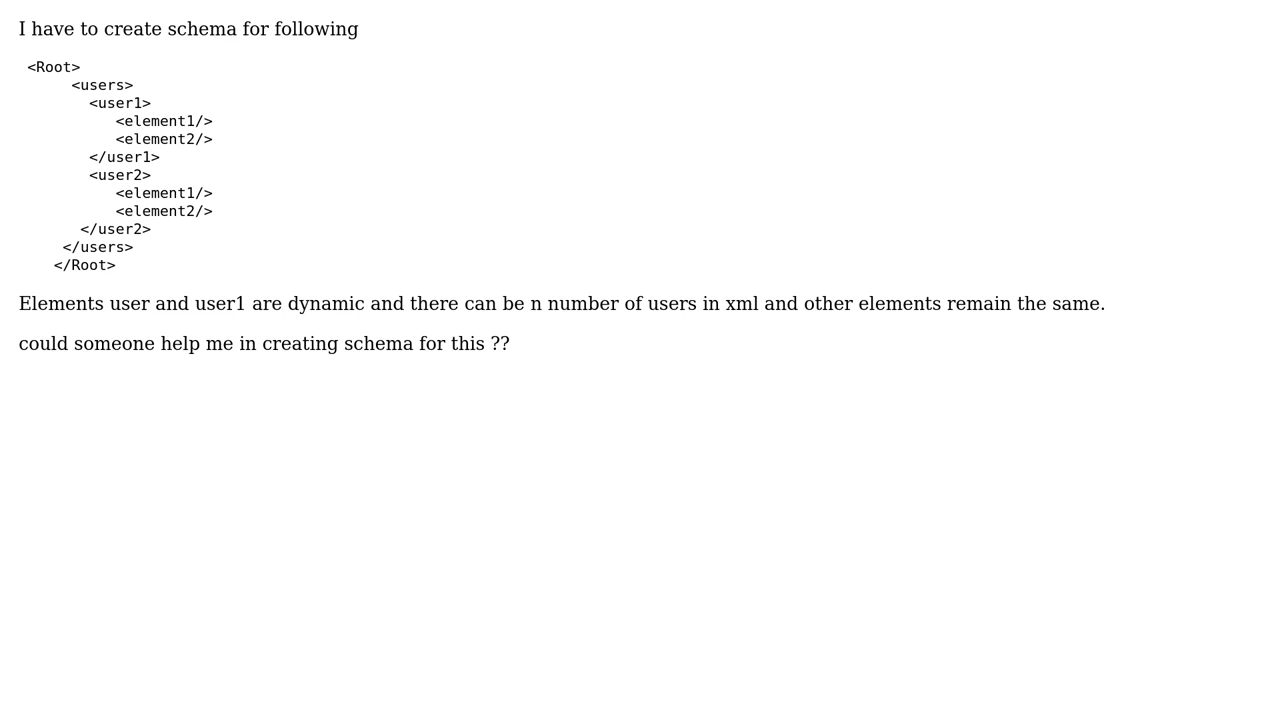 I have to create schema for following
<Root>
<users>
<user1>
<element1/>
<element2/>
</user1>
<user2>
<element1/>
<element2/>
</user2>
</users>
</Root>
Elements user and user1 are dynamic and there can be n number of users in xml and other elements remain the same.
could someone help me in creating schema for this ??